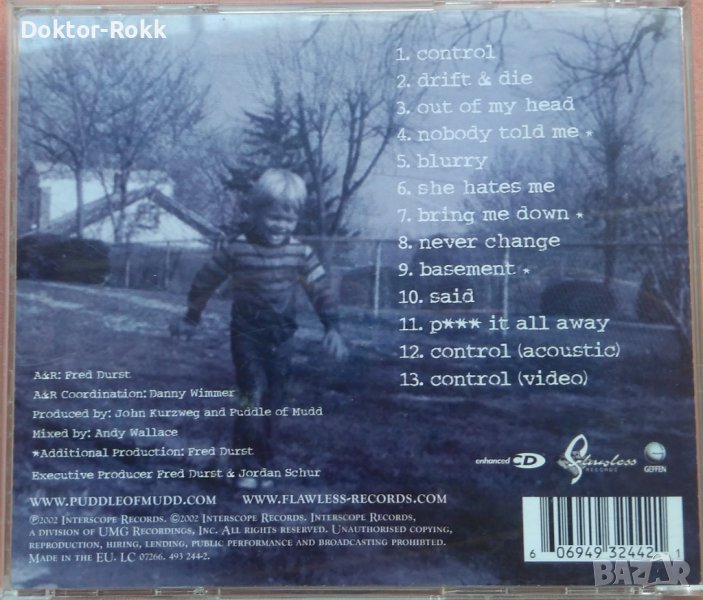 Doktor-Rokk
1. control
2. drift & die
3. out of my head
4. nobody told me *
5. blurry
6. she hates me
7. bring me down *
8. never change
9. basement *
10. said
11. p*** it all away
12. control (acoustic)
13. control (video)
A&R: Fred Durst
A&R Coordination: Danny Wimmer
Produced by: John Kurzweg and Puddle of Mudd
Mixed by: Andy Wallace
*Additional Production: Fred Durst
Executive Producer Fred Durst & Jordan Schur
www.puddleofmudd.com www.flawless-records.com
enhanced CD Flawless RECORDS GEFFEN
℗2002 Interscope Records. ©2002 Interscope Records. Interscope Records,
a division of UMG Recordings, Inc. All rights reserved. Unauthorised copying,
reproduction, hiring, lending, public performance and broadcasting prohibited.
Made in the EU. LC 07266. 493 244-2.
6 06949 32442 1
BAZAR